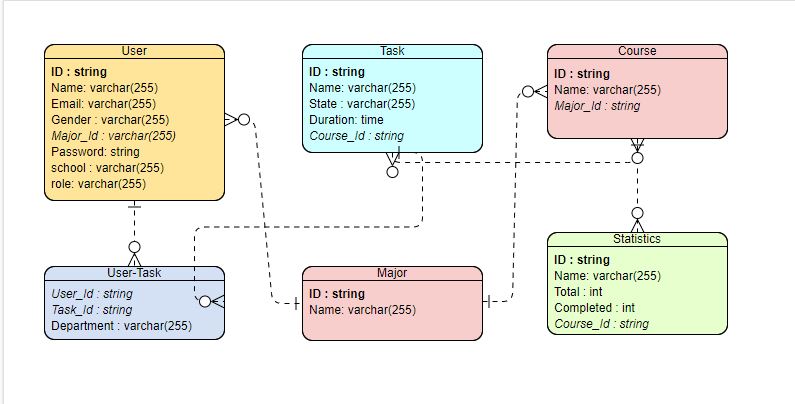 User
ID : string
Name: varchar(255)
Email: varchar(255)
Gender : varchar(255)
Major_Id : varchar(255)
Password: string
school : varchar(255)
role: varchar(255)
Task
ID : string
Name: varchar(255)
State : varchar(255)
Duration: time
Course_Id : string
Course
ID : string
Name: varchar(255)
Major_Id : string
User-Task
User_Id : string
Task_Id : string
Department : varchar(255)
Major
ID : string
Name: varchar(255)
Statistics
ID : string
Name: varchar(255)
Total : int
Completed : int
Course_Id : string